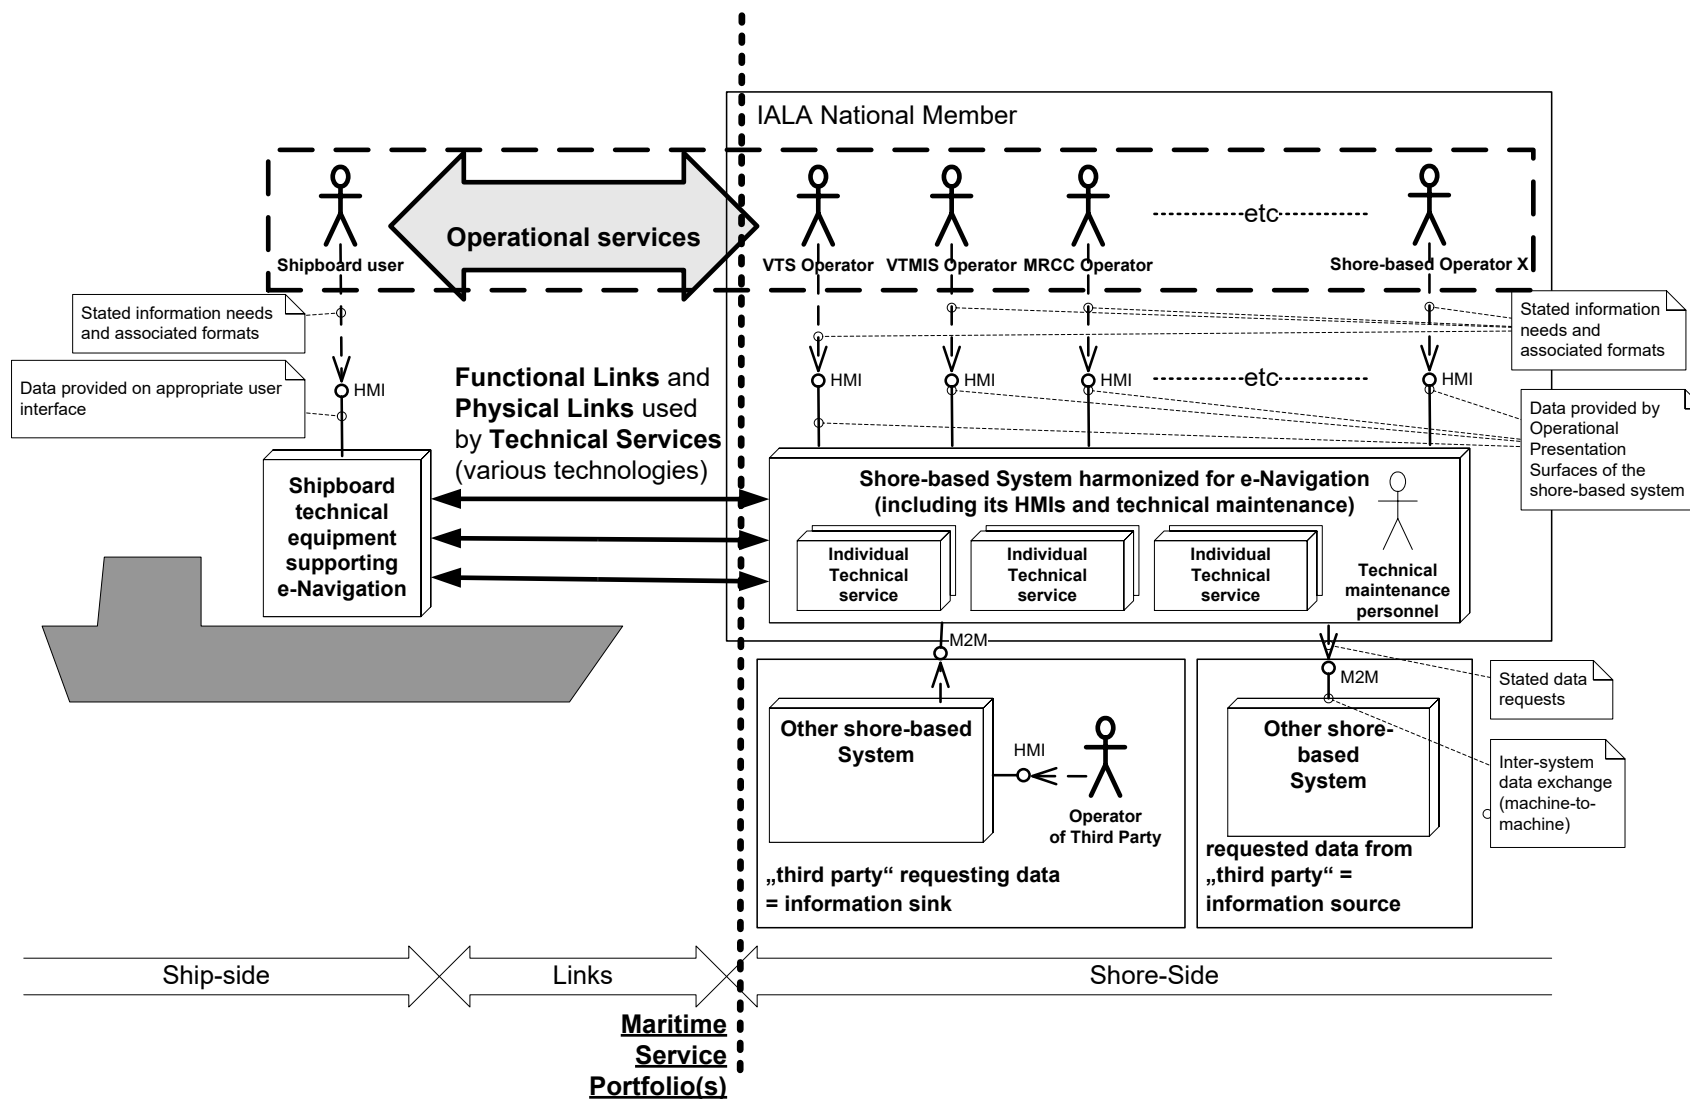 IALA National Member
Operational services
Shipboard user
VTS Operator
VTMIS Operator
MRCC Operator
etc
Shore-based Operator X
Stated information needs
and associated formats
Data provided on appropriate user
interface
HMI
Functional Links and
Physical Links used
by Technical Services
(various technologies)
HMI
HMI
HMI
etc
HMI
Stated information
needs and
associated formats
Data provided by
Operational
Presentation
Surfaces of the
shore-based system
Shipboard
technical
equipment
supporting
e-Navigation
Shore-based System harmonized for e-Navigation
(including its HMIs and technical maintenance)
Individual
Technical
service
Individual
Technical
service
Individual
Technical
service
Technical
maintenance
personnel
M2M
M2M
Other shore-based
System
HMI
Operator
of Third Party
„third party“ requesting data
= information sink
Other shore-
based
System
requested data from
„third party“ =
information source
Stated data
requests
Inter-system
data exchange
(machine-to-
machine)
Ship-side
Links
Shore-Side
Maritime
Service
Portfolio(s)